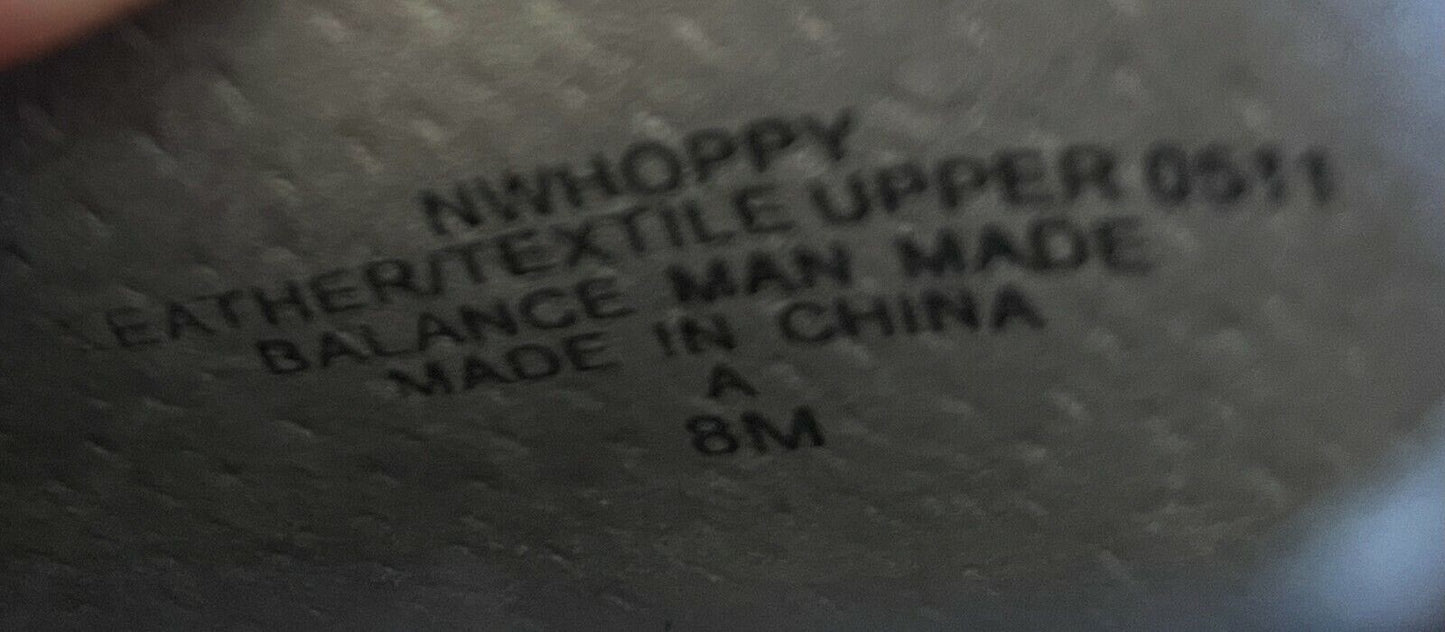 NWHOPPY
LEATHER/TEXTILE UPPER 0511
BALANCE MAN MADE
MADE IN CHINA
A
8M